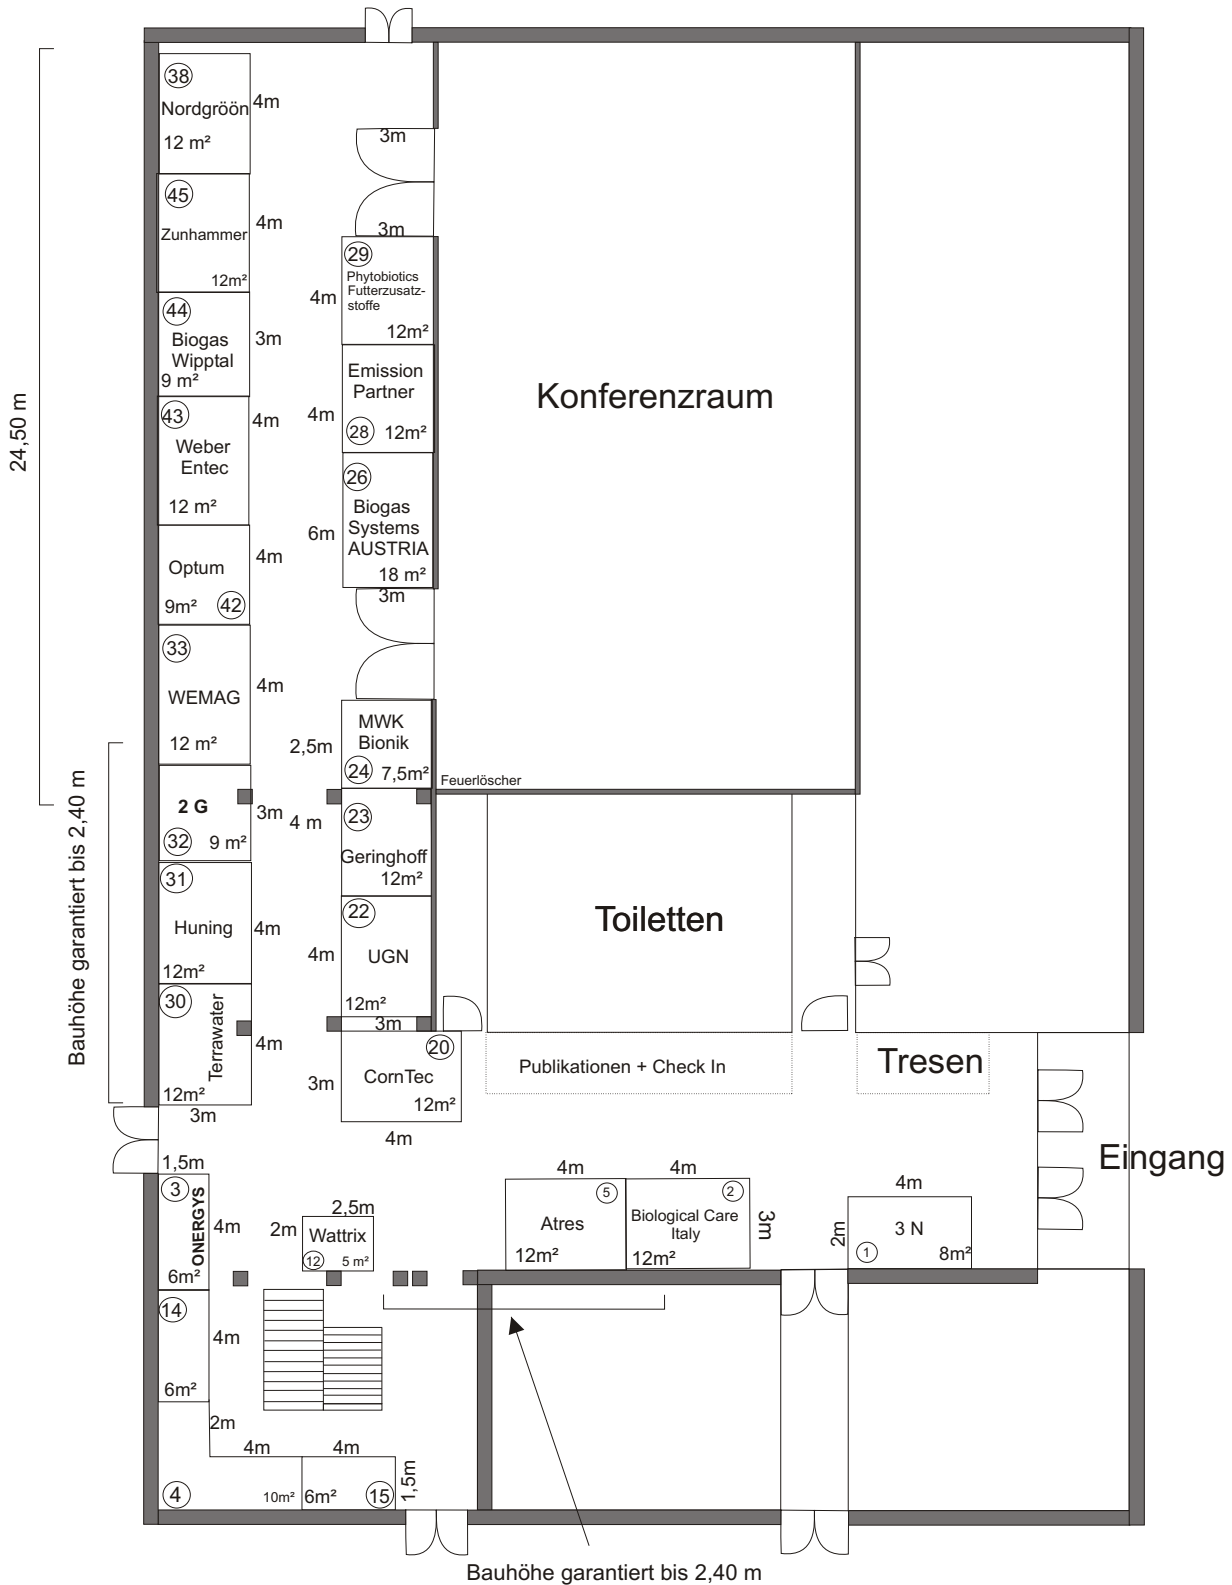 38
Nordgröön
12 m²
4m
45
Zunhammer
12m²
4m
44
Biogas
Wipptal
9 m²
3m
43
Weber
Entec
12 m²
4m
Optum
9m²
42
4m
33
WEMAG
12 m²
4m
2 G
32
9 m²
3m
31
Huning
12m²
4m
30
Terrawater
12m²
4m
3m
24,50 m
Bauhöhe garantiert bis 2,40 m
3m
3m
29
Phytobiotics
Futterzusatz-
stoffe
12m²
4m
Emission
Partner
28
12m²
4m
26
Biogas
Systems
AUSTRIA
18 m²
6m
3m
MWK
Bionik
24
7,5m²
2,5m
Feuerlöscher
23
Geringhoff
12m²
4 m
22
UGN
12m²
4m
3m
20
CornTec
12m²
3m
4m
Konferenzraum
Toiletten
Publikationen + Check In
Tresen
Eingang
1,5m
3
ONERGYS
6m²
4m
14
6m²
4m
2m
4m
4
10m²
4m
6m²
15
1,5m
2,5m
2m
Wattrix
12
5 m²
4m
5
Atres
12m²
4m
2
Biological Care
Italy
12m²
3m
4m
2m
3 N
1
8m²
Bauhöhe garantiert bis 2,40 m